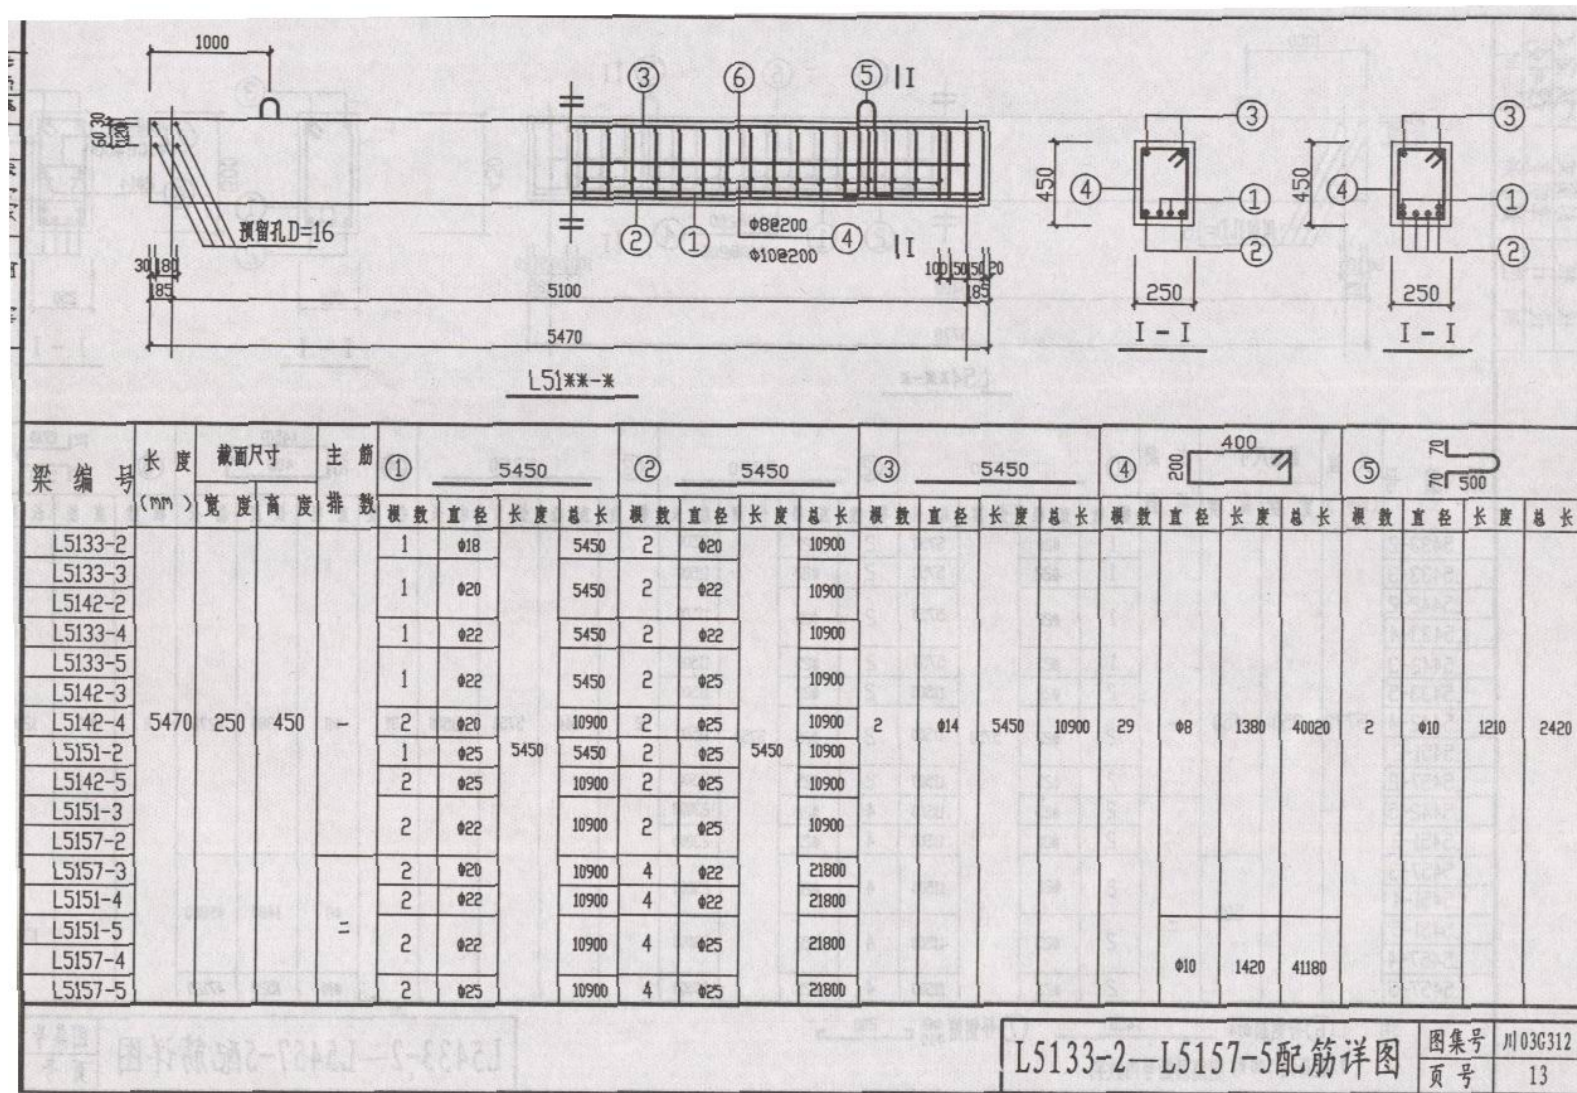 1000
③ ⑥ ⑤ I
30
60
120
预留孔D=16
② ① Φ8@200 ④ I
Φ10@200
30 180 100 50 50 20
185 5100 185
5470
L51**-*
③ ③
450 ④ ① 450 ④ ①
② ②
250 250
I - I I - I
梁编号 长度(mm) 截面尺寸 主筋排数 ① 5450 ② 5450 ③ 5450 ④ 400 200 ⑤ 70 70 500
宽度 高度 根数 直径 长度 总长 根数 直径 长度 总长 根数 直径 长度 总长 根数 直径 长度 总长 根数 直径 长度 总长
L5133-2 1 Φ18 5450 2 Φ20 10900
L5133-3
1 Φ20 5450 2 Φ22 10900
L5142-2
L5133-4 1 Φ22 5450 2 Φ22 10900
L5133-5
1 Φ22 5450 2 Φ25 10900
L5142-3
L5142-4 5470 250 450 一 2 Φ20 10900 2 Φ25 10900 2 Φ14 5450 10900 29 Φ8 1380 40020 2 Φ10 1210 2420
L5151-2 1 Φ25 5450 5450 2 Φ25 5450 10900
L5142-5 2 Φ25 10900 2 Φ25 10900
L5151-3
2 Φ22 10900 2 Φ25 10900
L5157-2
L5157-3 2 Φ20 10900 4 Φ22 21800
L5151-4 2 Φ22 10900 4 Φ22 21800
L5151-5 二
2 Φ22 10900 4 Φ25 21800
L5157-4
Φ10 1420 41180
L5157-5 2 Φ25 10900 4 Φ25 21800
L5133-2—L5157-5配筋详图
图集号 川03G312
页号 13